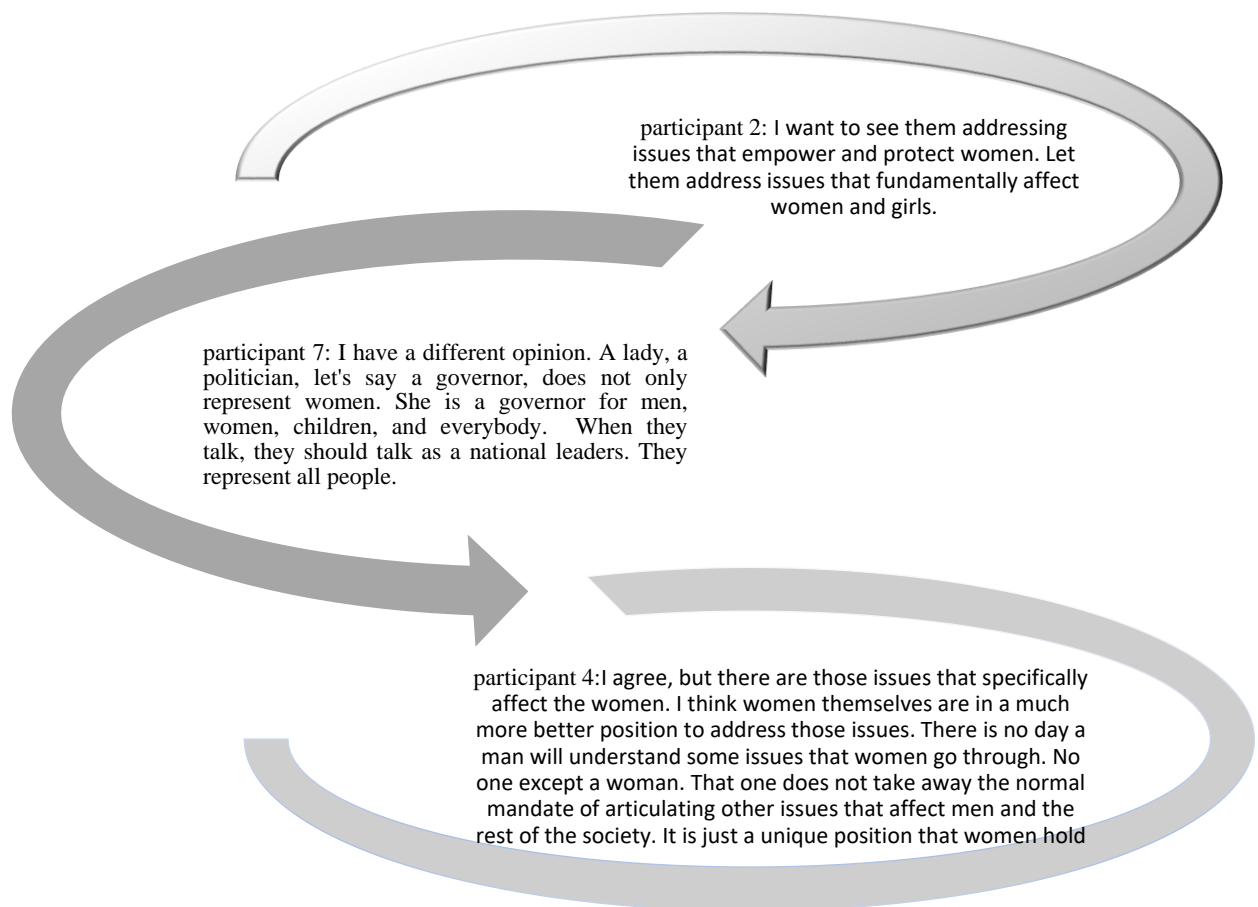 participant 2: I want to see them addressing
issues that empower and protect women. Let
them address issues that fundamentally affect
women and girls.
participant 7: I have a different opinion. A lady, a
politician, let's say a governor, does not only
represent women. She is a governor for men,
women, children, and everybody. When they
talk, they should talk as a national leaders. They
represent all people.
participant 4:I agree, but there are those issues that specifically
affect the women. I think women themselves are in a much
more better position to address those issues. There is no day a
man will understand some issues that women go through. No
one except a woman. That one does not take away the normal
mandate of articulating other issues that affect men and the
rest of the society. It is just a unique position that women hold